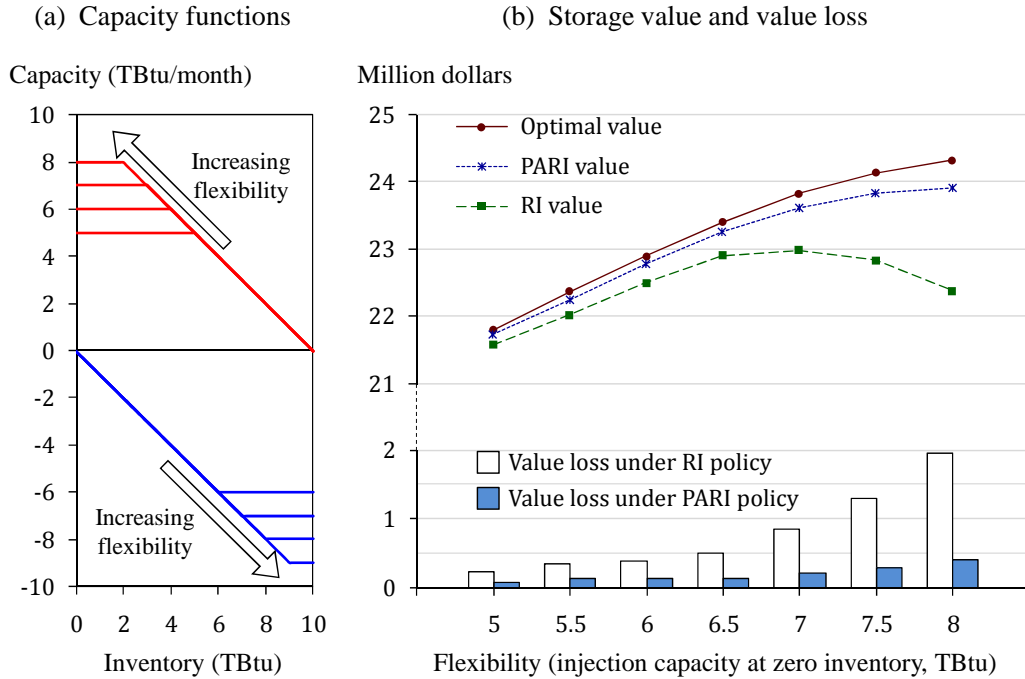 (a) Capacity functions
Capacity (TBtu/month)
10
8
6
4
2
0
-2
-4
-6
-8
-10
Increasing
flexibility
Increasing
flexibility
0 2 4 6 8 10
Inventory (TBtu)
(b) Storage value and value loss
Million dollars
25
24
23
22
21
2
1
0
Optimal value
PARI value
RI value
Value loss under RI policy
Value loss under PARI policy
5 5.5 6 6.5 7 7.5 8
Flexibility (injection capacity at zero inventory, TBtu)